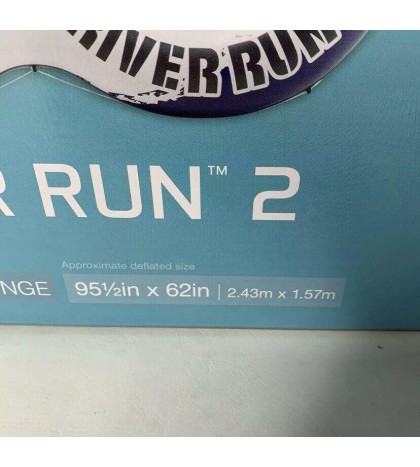 RIVER RUN
R RUN™ 2
Approximate deflated size
NGE 95½in x 62in | 2.43m x 1.57m